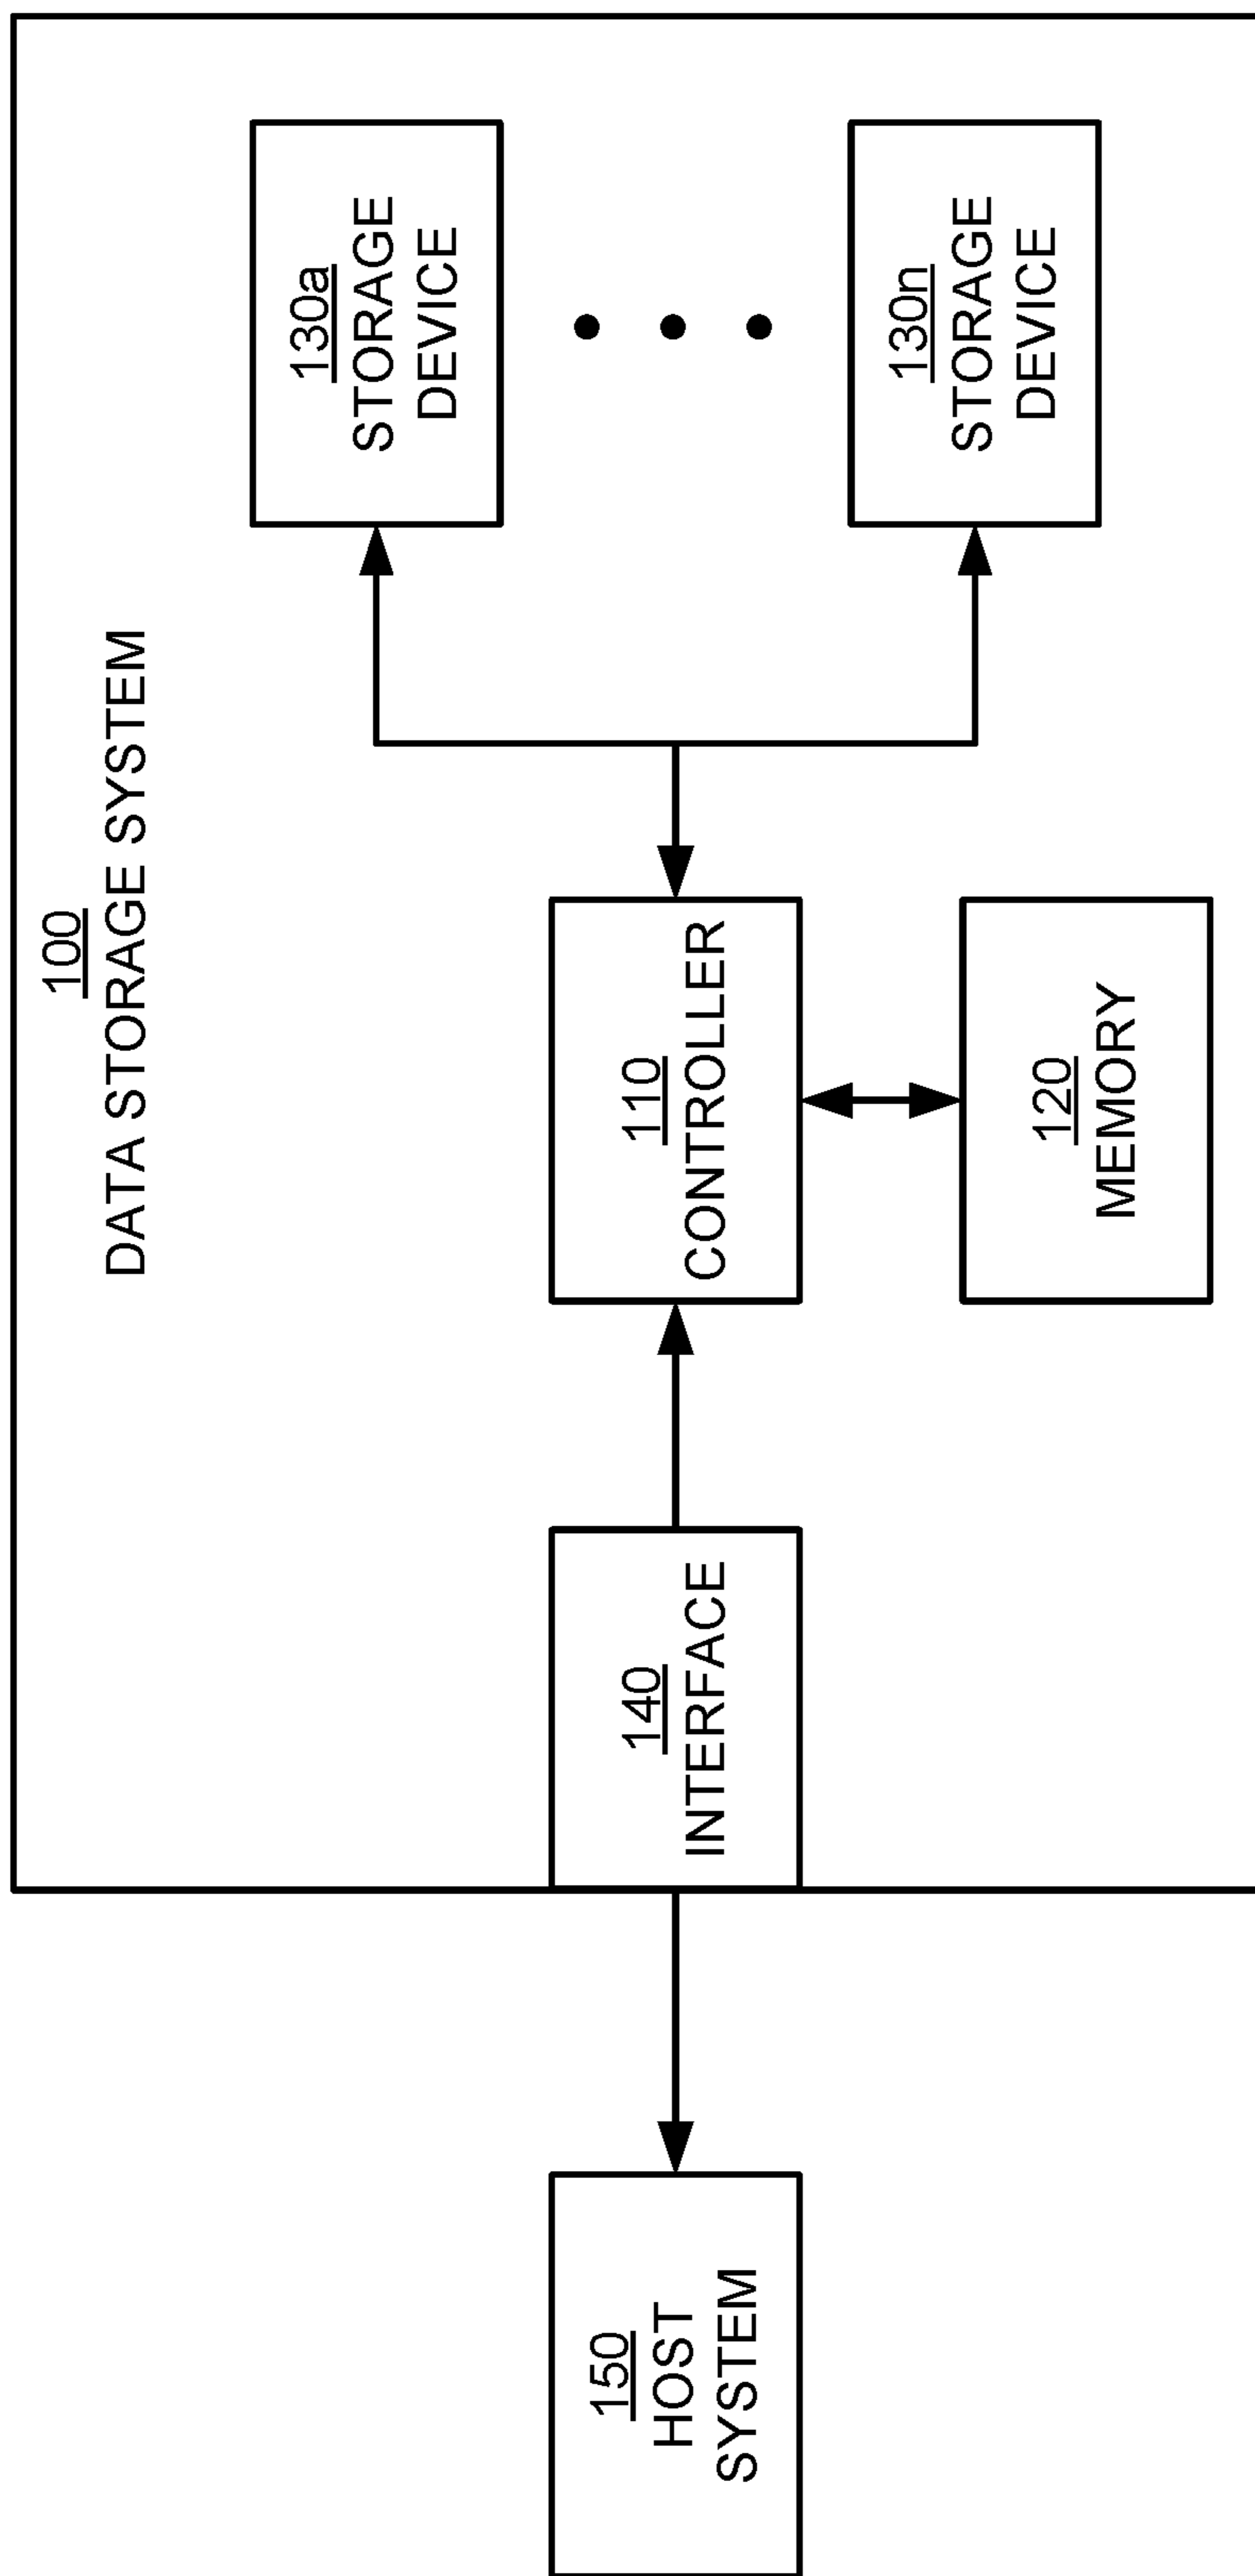 100
DATA STORAGE SYSTEM
150
HOST
SYSTEM
140
INTERFACE
110
CONTROLLER
120
MEMORY
130a
STORAGE
DEVICE
130n
STORAGE
DEVICE